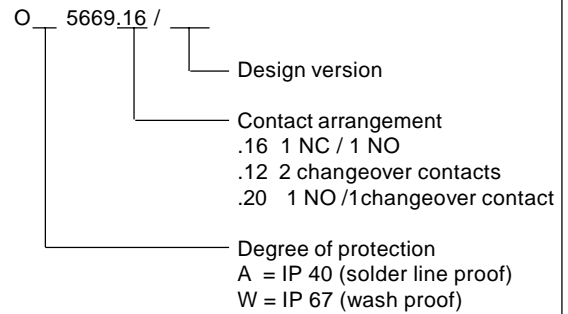 O__ 5669.16 / ___
Design version
Contact arrangement
.16 1 NC / 1 NO
.12 2 changeover contacts
.20 1 NO /1changeover contact
Degree of protection
A = IP 40 (solder line proof)
W = IP 67 (wash proof)